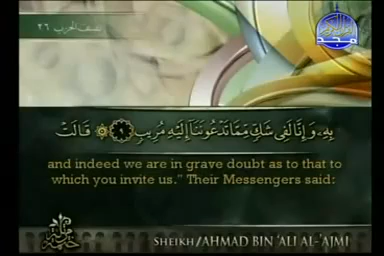 نصف الحزب ٢٦
المجد
بِهِۦ وَإِنَّا لَفِى شَكٍّ مِّمَّا تَدْعُونَنَآ إِلَيْهِ مُرِيبٍ ٩ ۞ قَالَتْ
and indeed we are in grave doubt as to that to
which you invite us." Their Messengers said:
SHEIKH/AHMAD BIN 'ALI AL-'AJMI